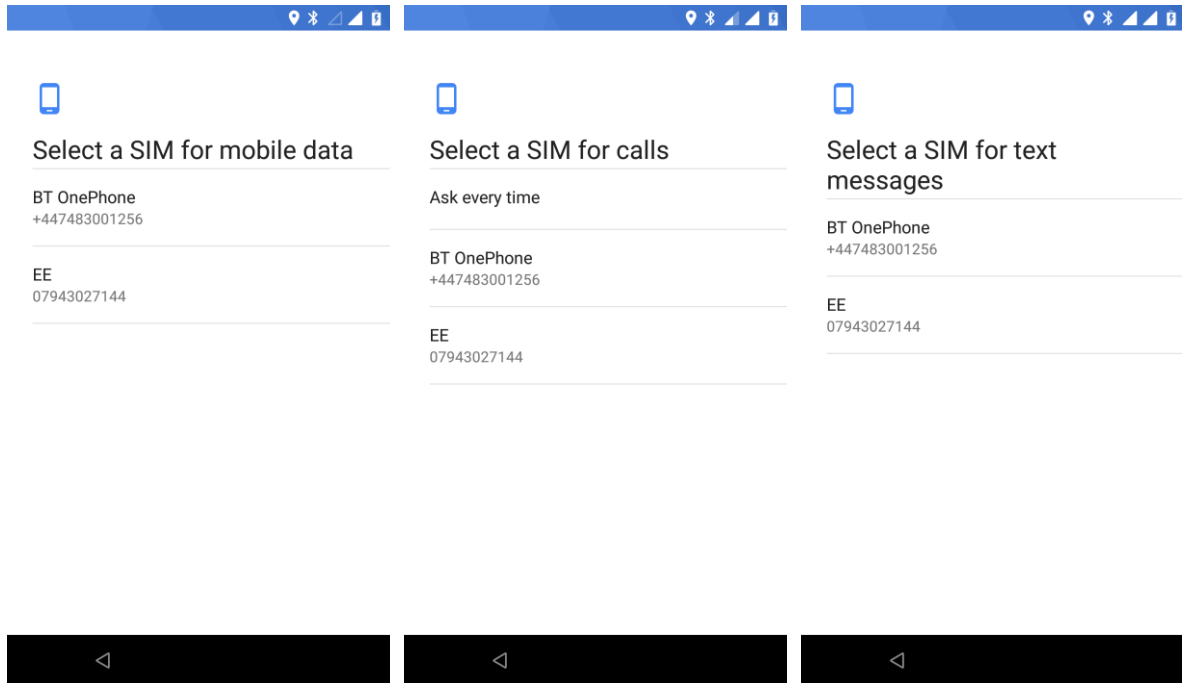 Select a SIM for mobile data
BT OnePhone
+447483001256
EE
07943027144
Select a SIM for calls
Ask every time
BT OnePhone
+447483001256
EE
07943027144
Select a SIM for text
messages
BT OnePhone
+447483001256
EE
07943027144